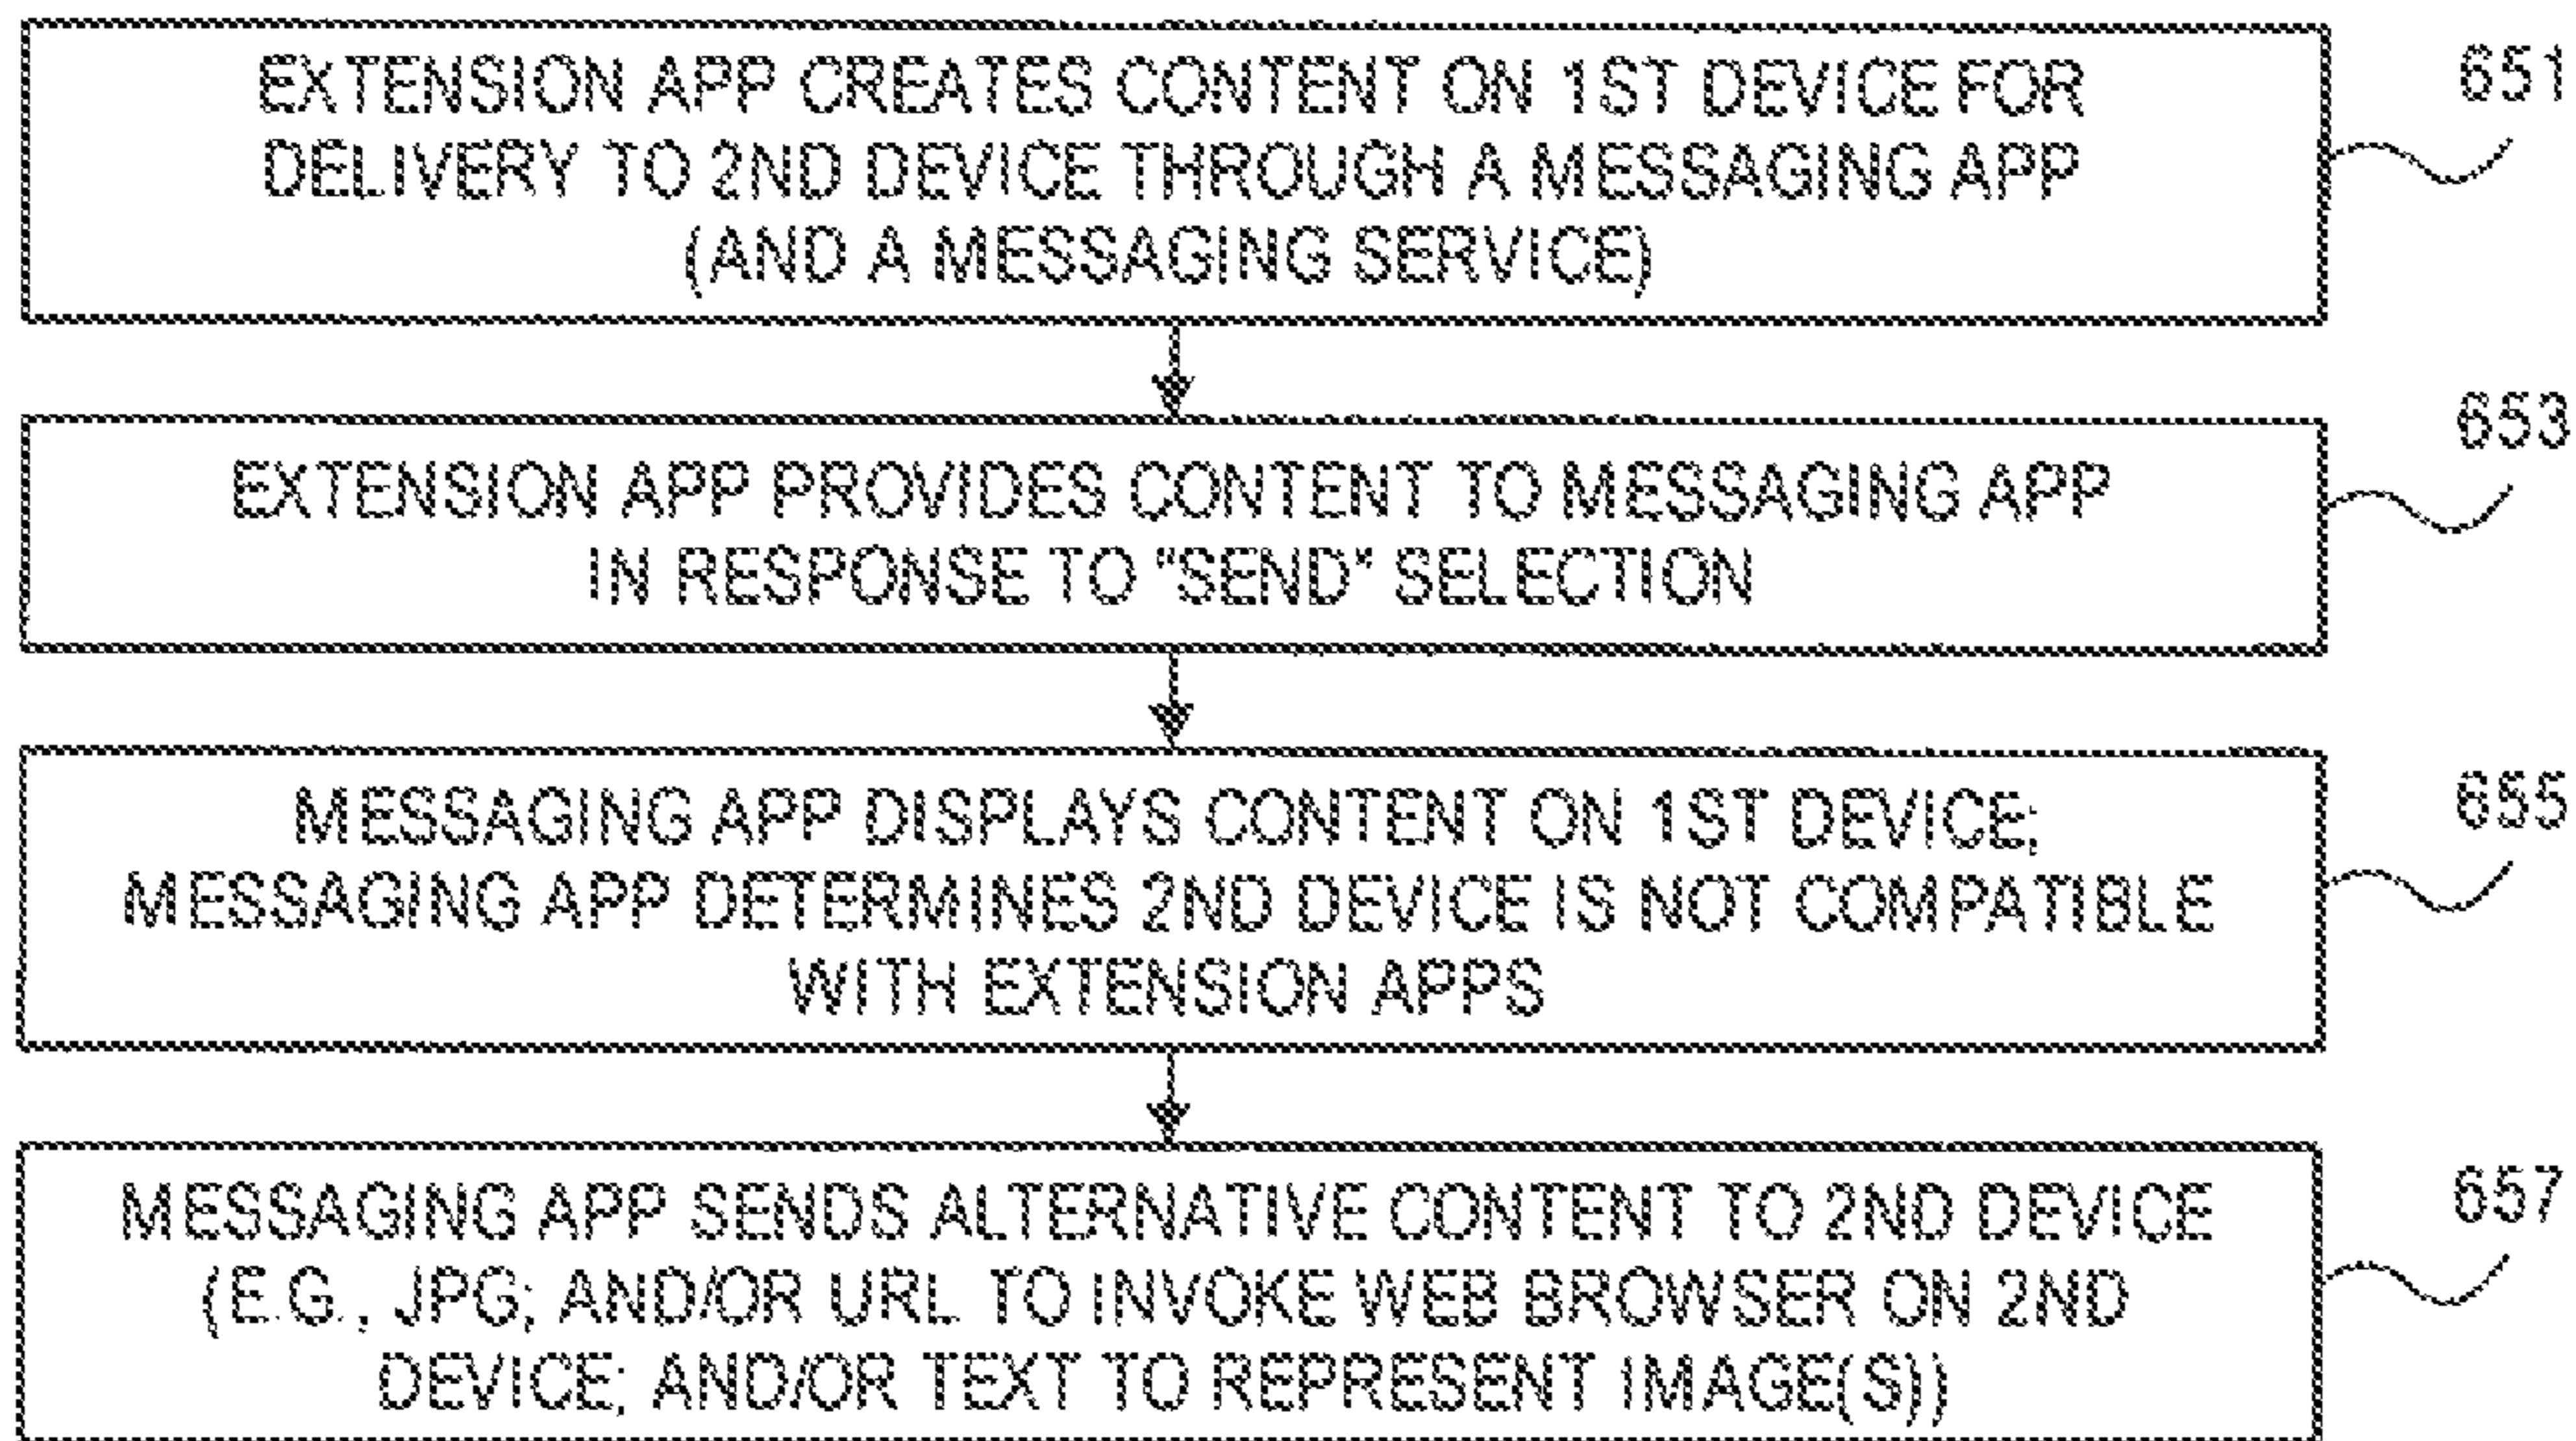 EXTENSION APP CREATES CONTENT ON 1ST DEVICE FOR
DELIVERY TO 2ND DEVICE THROUGH A MESSAGING APP
(AND A MESSAGING SERVICE)
651
EXTENSION APP PROVIDES CONTENT TO MESSAGING APP
IN RESPONSE TO "SEND" SELECTION
653
MESSAGING APP DISPLAYS CONTENT ON 1ST DEVICE;
MESSAGING APP DETERMINES 2ND DEVICE IS NOT COMPATIBLE
WITH EXTENSION APPS
655
MESSAGING APP SENDS ALTERNATIVE CONTENT TO 2ND DEVICE
(E.G., JPG; AND/OR URL TO INVOKE WEB BROWSER ON 2ND
DEVICE; AND/OR TEXT TO REPRESENT IMAGE(S))
657